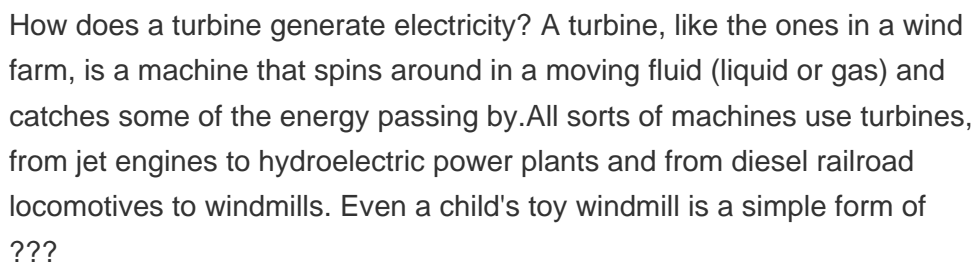 How does a turbine generate electricity? A turbine, like the ones in a wind
farm, is a machine that spins around in a moving fluid (liquid or gas) and
catches some of the energy passing by.All sorts of machines use turbines,
from jet engines to hydroelectric power plants and from diesel railroad
locomotives to windmills. Even a child's toy windmill is a simple form of
???